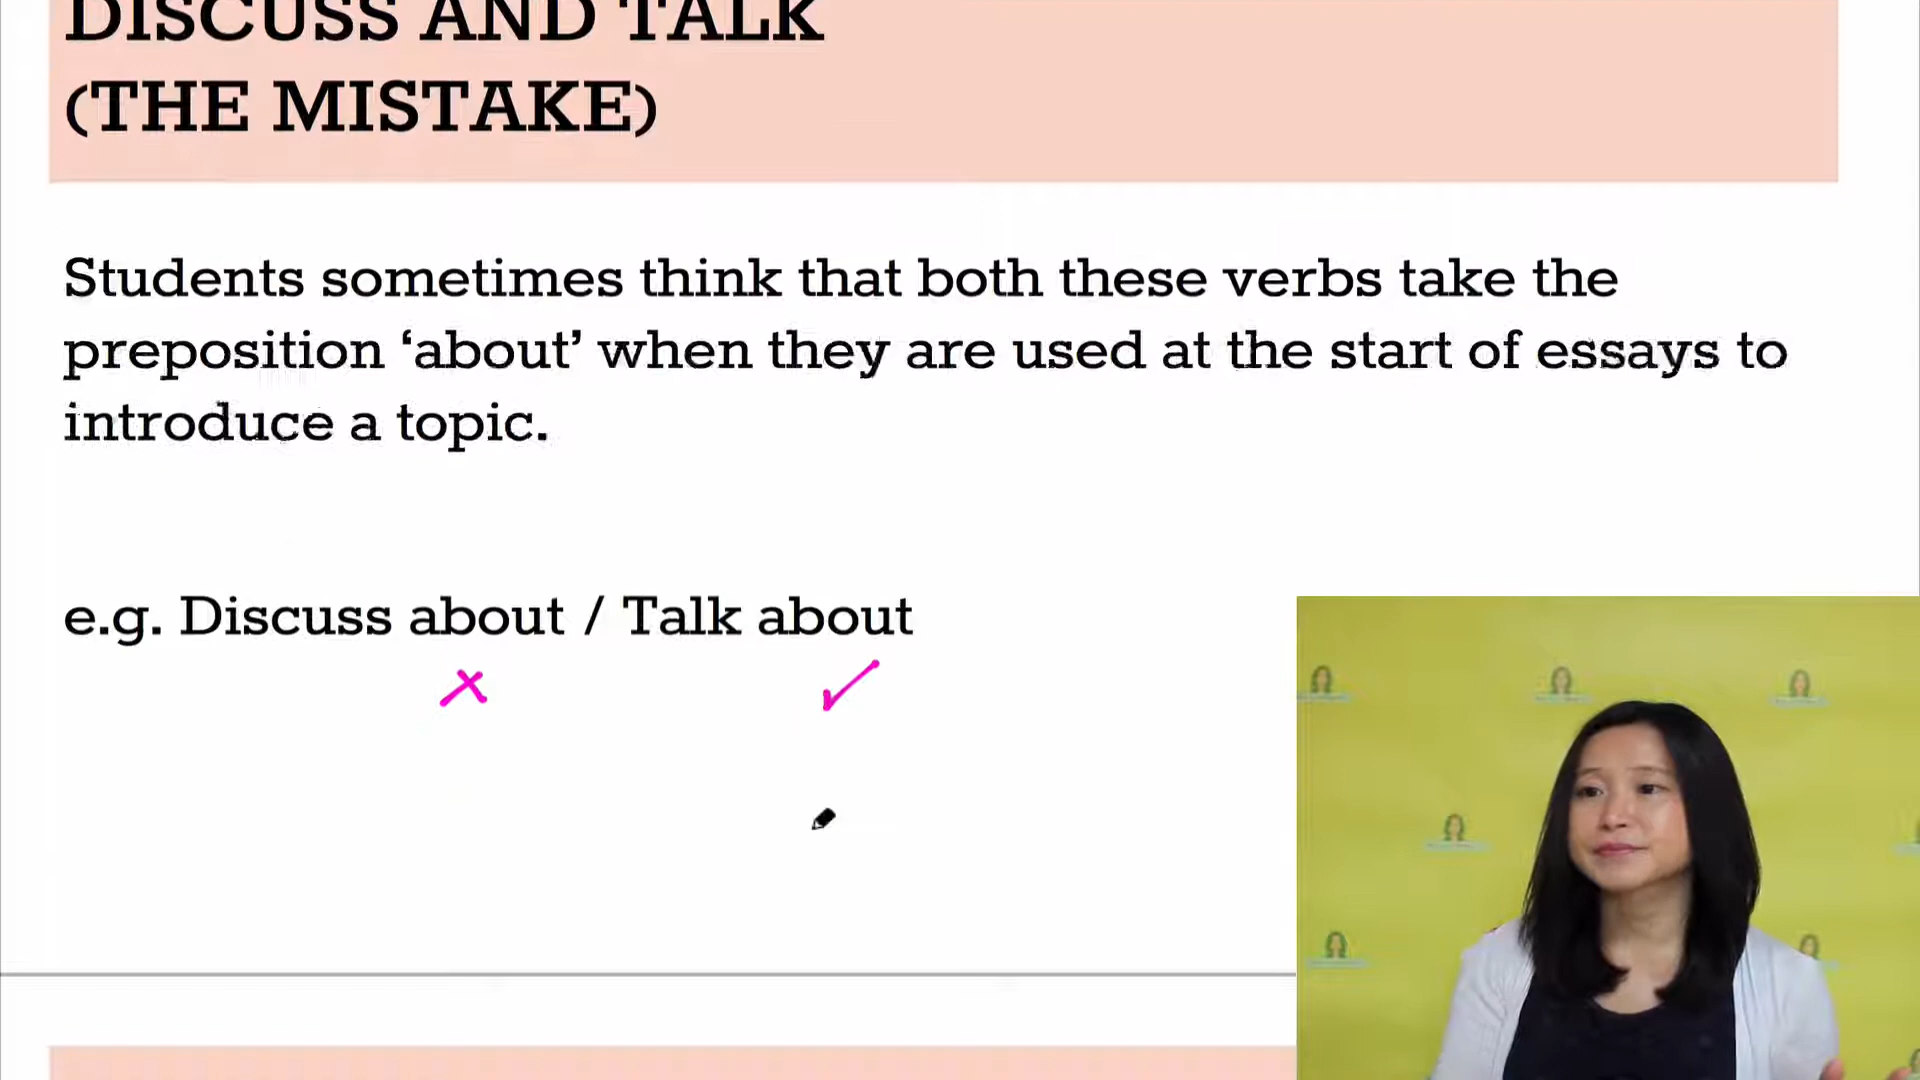 DISCUSS AND TALK
(THE MISTAKE)
Students sometimes think that both these verbs take the
preposition ‘about’ when they are used at the start of essays to
introduce a topic.
e.g. Discuss about / Talk about